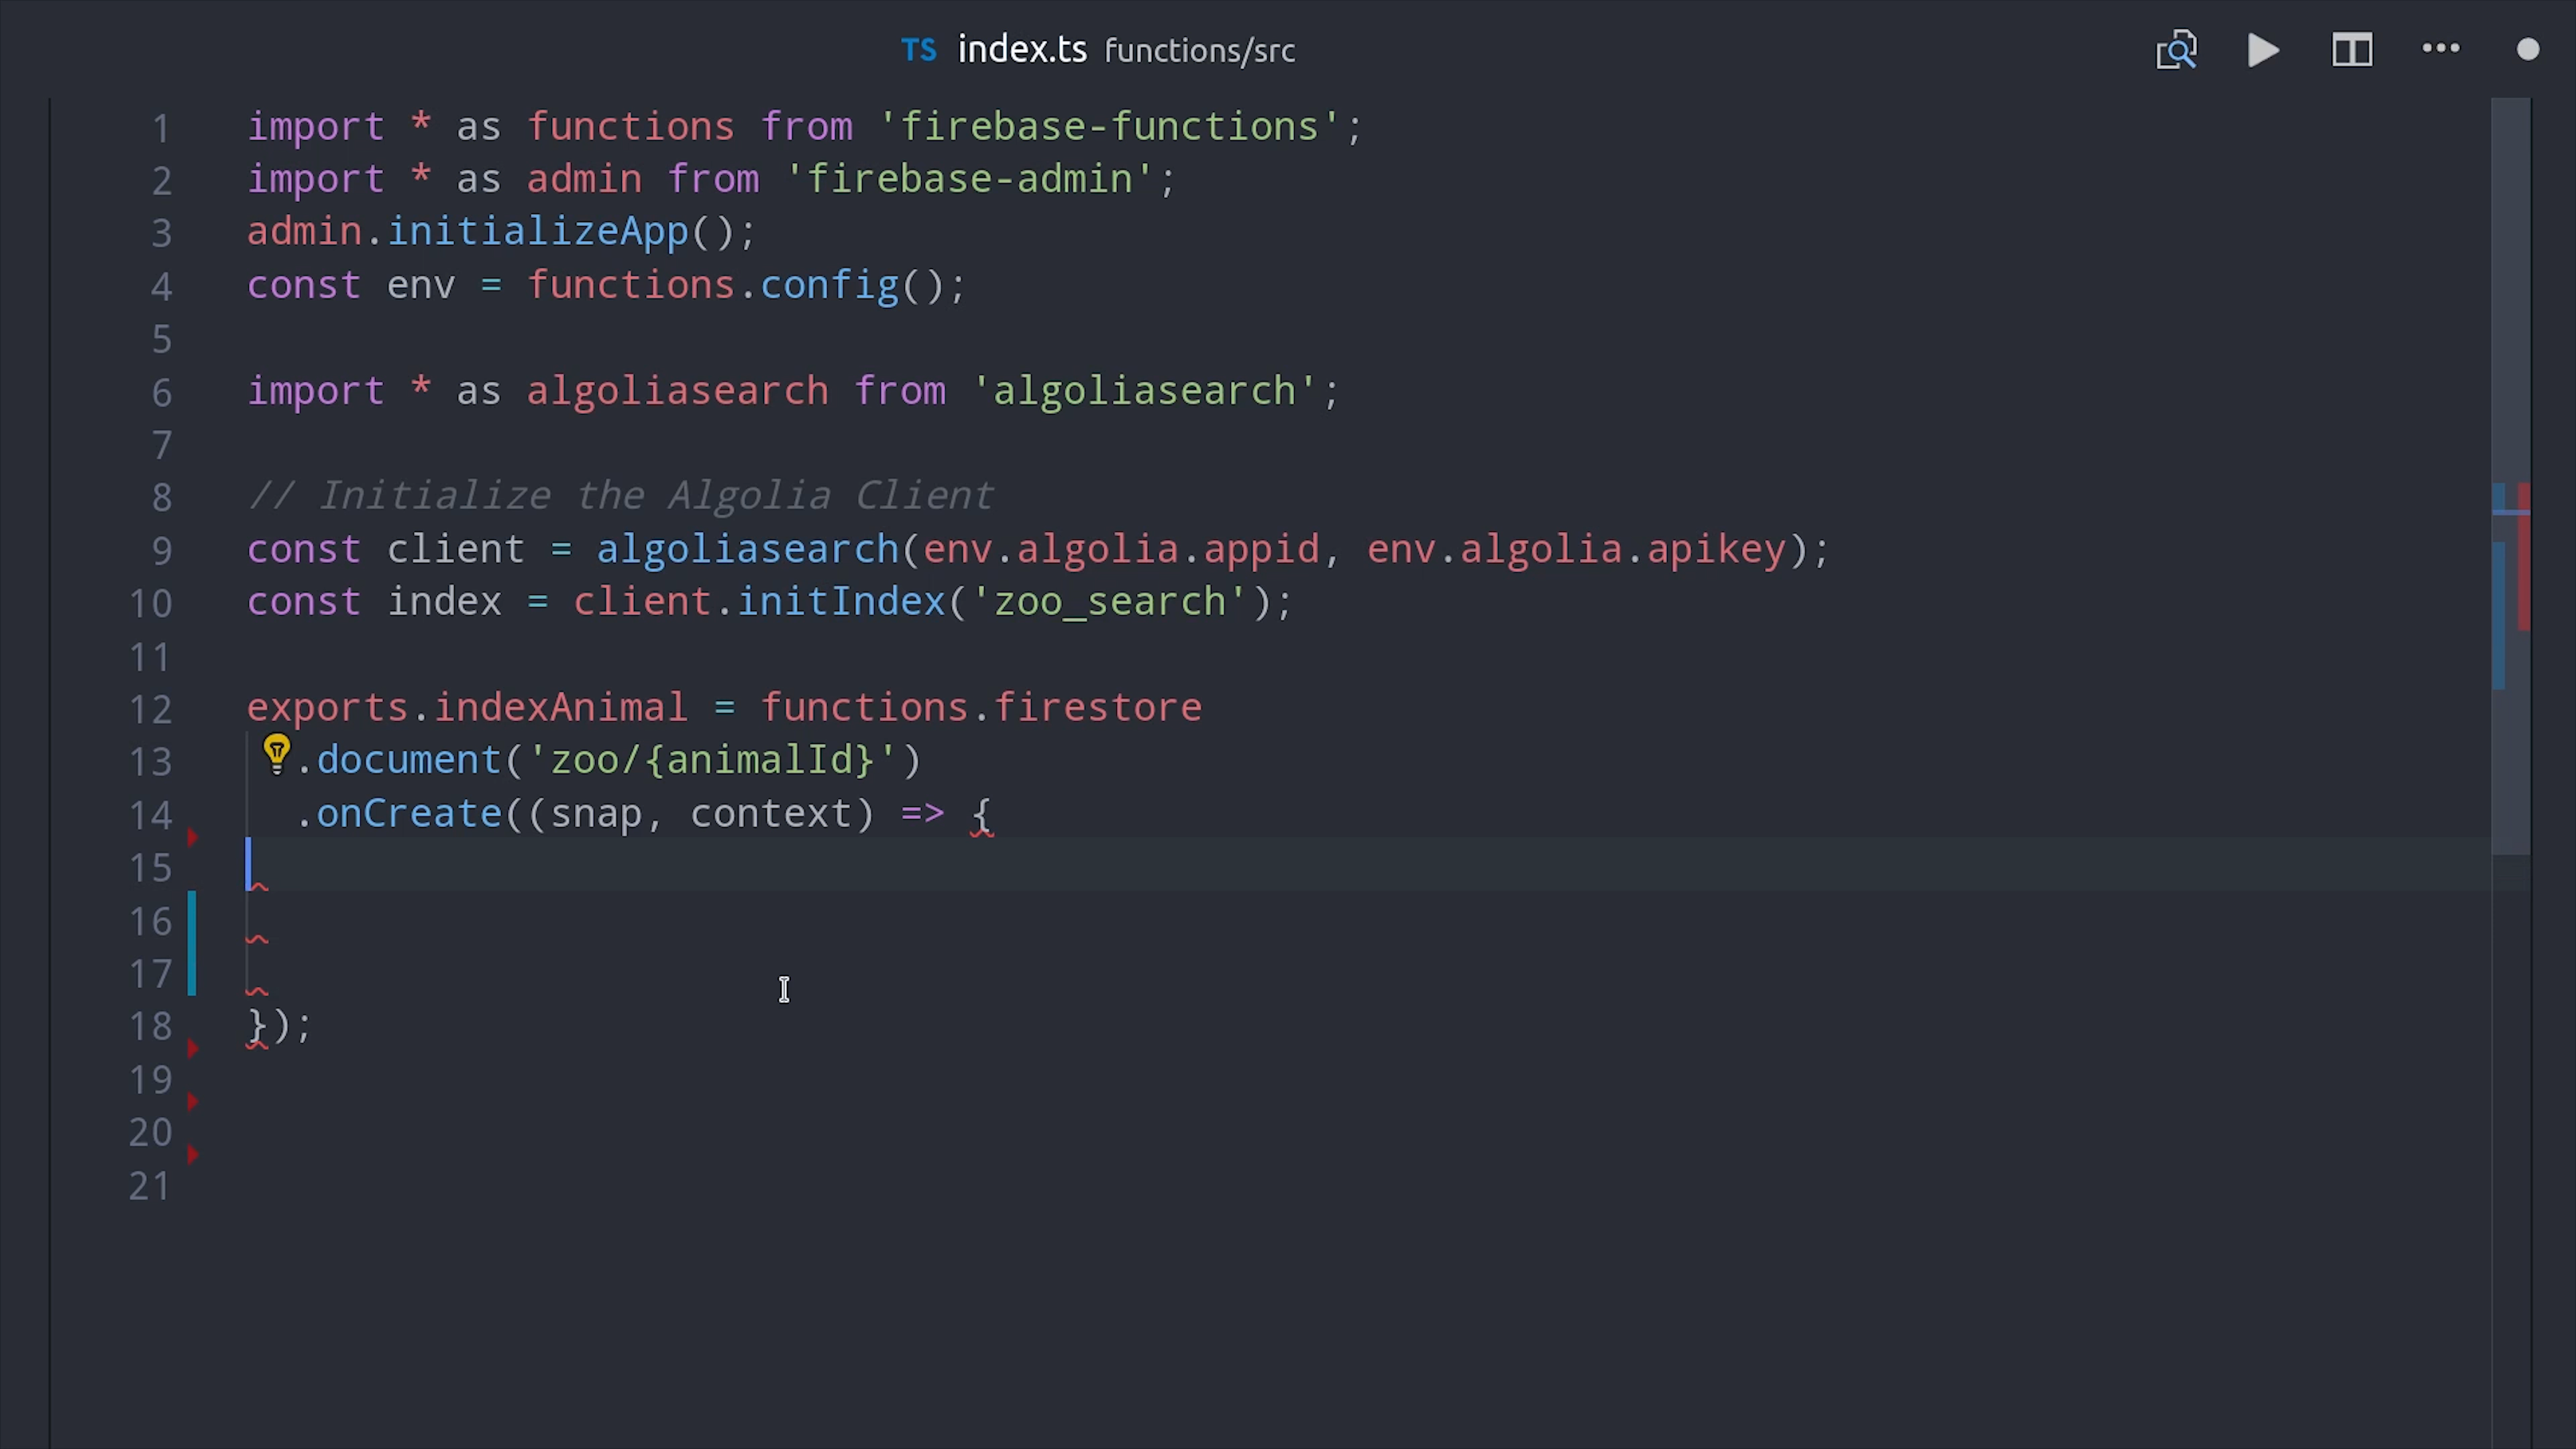 TS index.ts functions/src
1 import * as functions from 'firebase-functions';
2 import * as admin from 'firebase-admin';
3 admin.initializeApp();
4 const env = functions.config();
5
6 import * as algoliasearch from 'algoliasearch';
7
8 // Initialize the Algolia Client
9 const client = algoliasearch(env.algolia.appid, env.algolia.apikey);
10 const index = client.initIndex('zoo_search');
11
12 exports.indexAnimal = functions.firestore
13 .document('zoo/{animalId}')
14 .onCreate((snap, context) => {
15
16
17
18 });
19
20
21